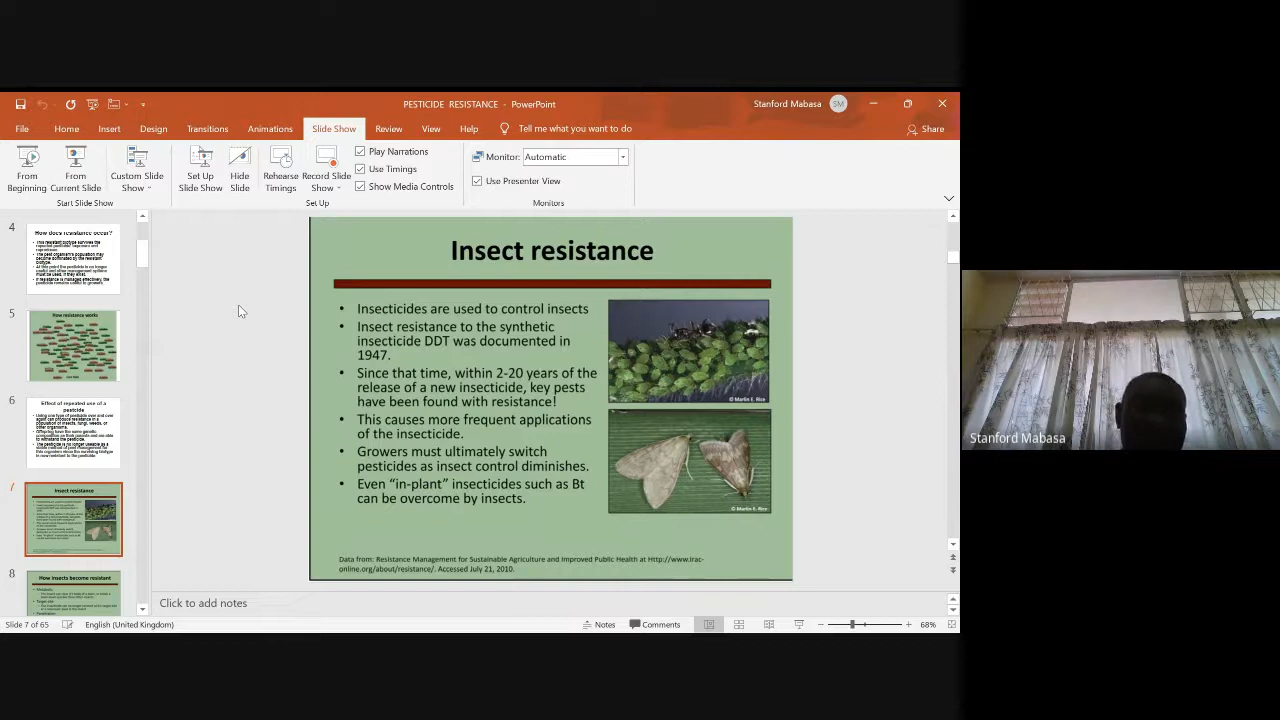 PESTICIDE RESISTANCE - PowerPoint
Stanford Mabasa
SM
File
Home
Insert
Design
Transitions
Animations
Slide Show
Review
View
Help
Tell me what you want to do
Share
From Beginning
From Current Slide
Custom Slide Show
Set Up Slide Show
Hide Slide
Rehearse Timings
Record Slide Show
Play Narrations
Use Timings
Show Media Controls
Monitor:
Automatic
Use Presenter View
Start Slide Show
Set Up
Monitors
4
How does resistance occur?
5
How resistance works
6
Effect of repeated use of a
pesticide
7
Insect resistance
8
How insects become resistant
Insect resistance
• Insecticides are used to control insects
• Insect resistance to the synthetic
insecticide DDT was documented in
1947.
• Since that time, within 2-20 years of the
release of a new insecticide, key pests
have been found with resistance!
• This causes more frequent applications
of the insecticide.
• Growers must ultimately switch
pesticides as insect control diminishes.
• Even “in-plant” insecticides such as Bt
can be overcome by insects.
© Marlin E. Rice
© Marlin E. Rice
Data from: Resistance Management for Sustainable Agriculture and Improved Public Health at Http://www.irac-
online.org/about/resistance/. Accessed July 21, 2010.
Click to add notes
Slide 7 of 65
English (United Kingdom)
Notes
Comments
68%
Stanford Mabasa